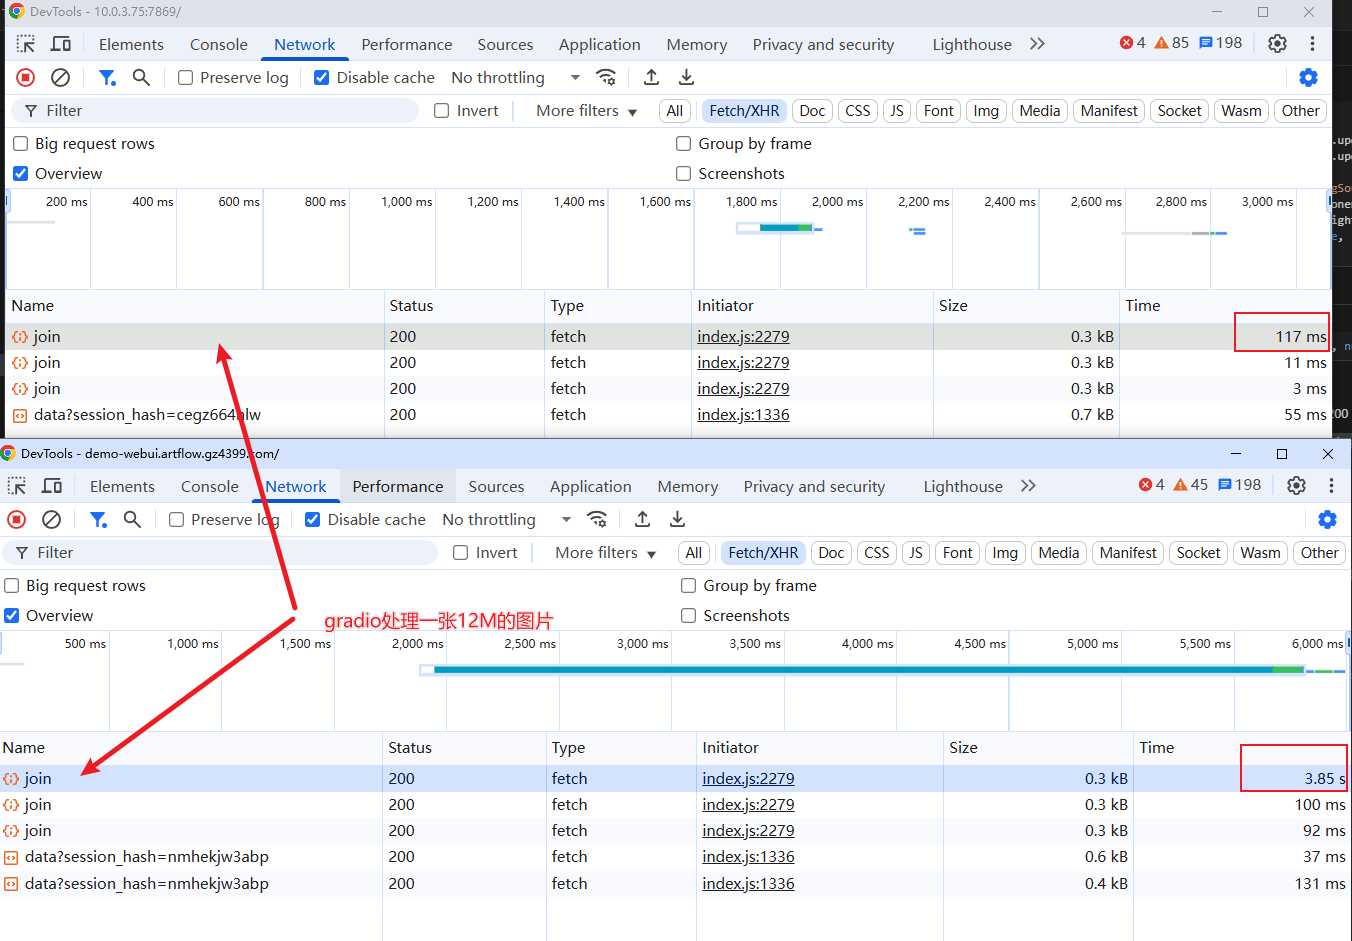 DevTools - 10.0.3.75:7869/
Elements Console Network Performance Sources Application Memory Privacy and security Lighthouse 4 85 198
Preserve log Disable cache No throttling
Filter Invert More filters All Fetch/XHR Doc CSS JS Font Img Media Manifest Socket Wasm Other
Big request rows Group by frame
Overview Screenshots
200 ms 400 ms 600 ms 800 ms 1,000 ms 1,200 ms 1,400 ms 1,600 ms 1,800 ms 2,000 ms 2,200 ms 2,400 ms 2,600 ms 2,800 ms 3,000 ms
Name Status Type Initiator Size Time
join 200 fetch index.js:2279 0.3 kB 117 ms
join 200 fetch index.js:2279 0.3 kB 11 ms
join 200 fetch index.js:2279 0.3 kB 3 ms
200 fetch index.js:1336 0.7 kB 55 ms
DevTools - demo-webui.artflow.gz4399.com/
Elements Console Network Performance Sources Application Memory Privacy and security Lighthouse 4 45 198
Preserve log Disable cache No throttling
Filter Invert More filters All Fetch/XHR Doc CSS JS Font Img Media Manifest Socket Wasm Other
Big request rows Group by frame
Overview Screenshots
gradio处理一张12M的图片
500 ms 1,000 ms 1,500 ms 2,000 ms 2,500 ms 3,000 ms 3,500 ms 4,000 ms 4,500 ms 5,000 ms 5,500 ms 6,000 ms
Name Status Type Initiator Size Time
join 200 fetch index.js:2279 0.3 kB 3.85 s
join 200 fetch index.js:2279 0.3 kB 100 ms
join 200 fetch index.js:2279 0.3 kB 92 ms
data?session_hash=nmhekjw3abp 200 fetch index.js:1336 0.6 kB 37 ms
data?session_hash=nmhekjw3abp 200 fetch index.js:1336 0.4 kB 131 ms